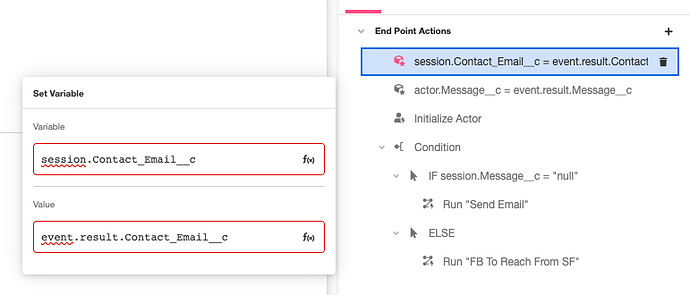 Set Variable
Variable
session.Contact_Email__c
f(x)
Value
event.result.Contact_Email__c
f(x)
End Point Actions
session.Contact_Email__c = event.result.Contact
actor.Message__c = event.result.Message__c
Initialize Actor
Condition
IF session.Message__c = "null"
Run "Send Email"
ELSE
Run "FB To Reach From SF"